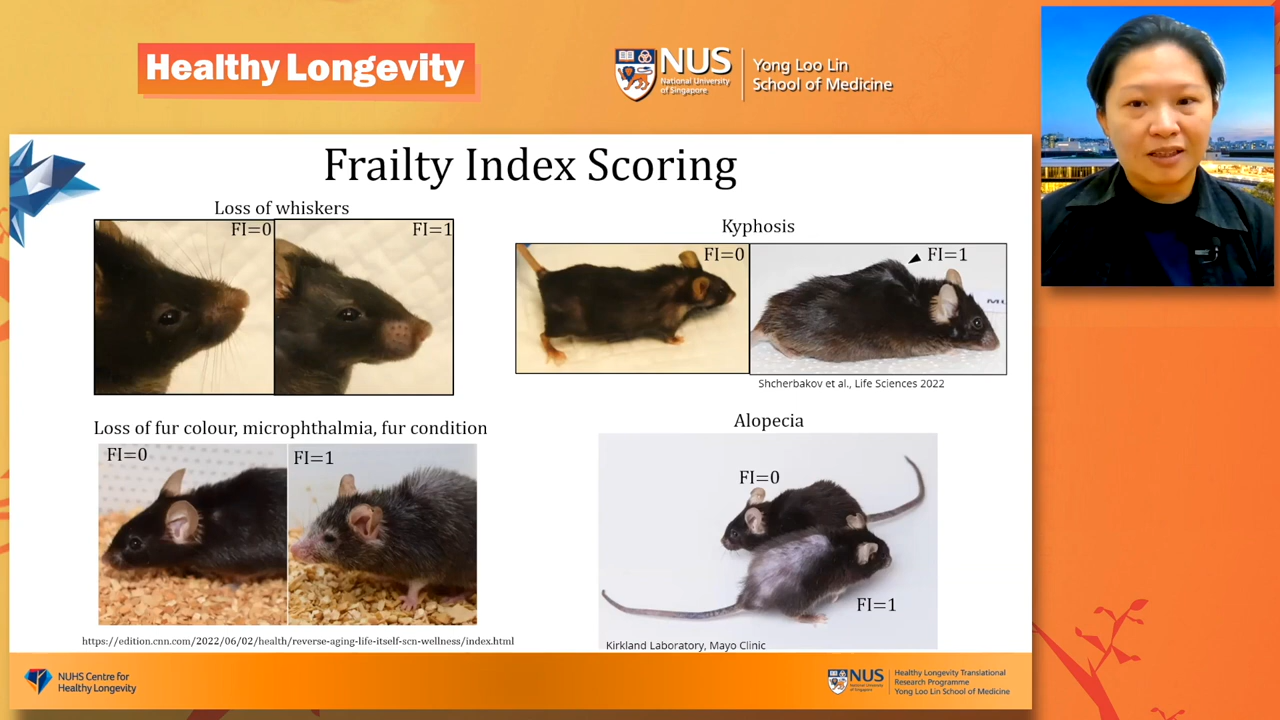 Healthy Longevity
NUS
National University
of Singapore
Yong Loo Lin
School of Medicine
Frailty Index Scoring
Loss of whiskers
FI=0
FI=1
Kyphosis
FI=0
FI=1
Shcherbakov et al., Life Sciences 2022
Loss of fur colour, microphthalmia, fur condition
FI=0
FI=1
https://edition.cnn.com/2022/06/02/health/reverse-aging-life-itself-scn-wellness/index.html
Alopecia
FI=0
FI=1
Kirkland Laboratory, Mayo Clinic
NUHS Centre for
Healthy Longevity
NUS
National University
of Singapore
Healthy Longevity Translational
Research Programme
Yong Loo Lin School of Medicine